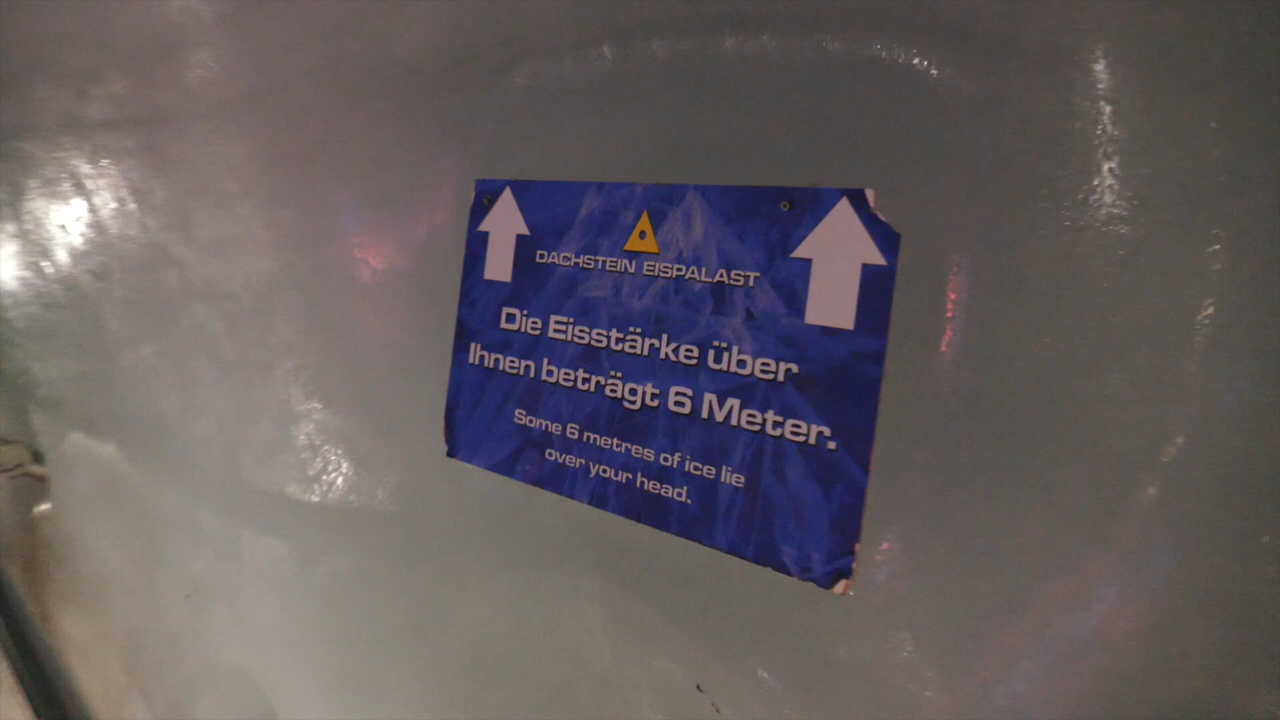 DACHSTEIN EISPALAST
Die Eisstärke über
Ihnen beträgt 6 Meter.
Some 6 metres of ice lie
over your head.